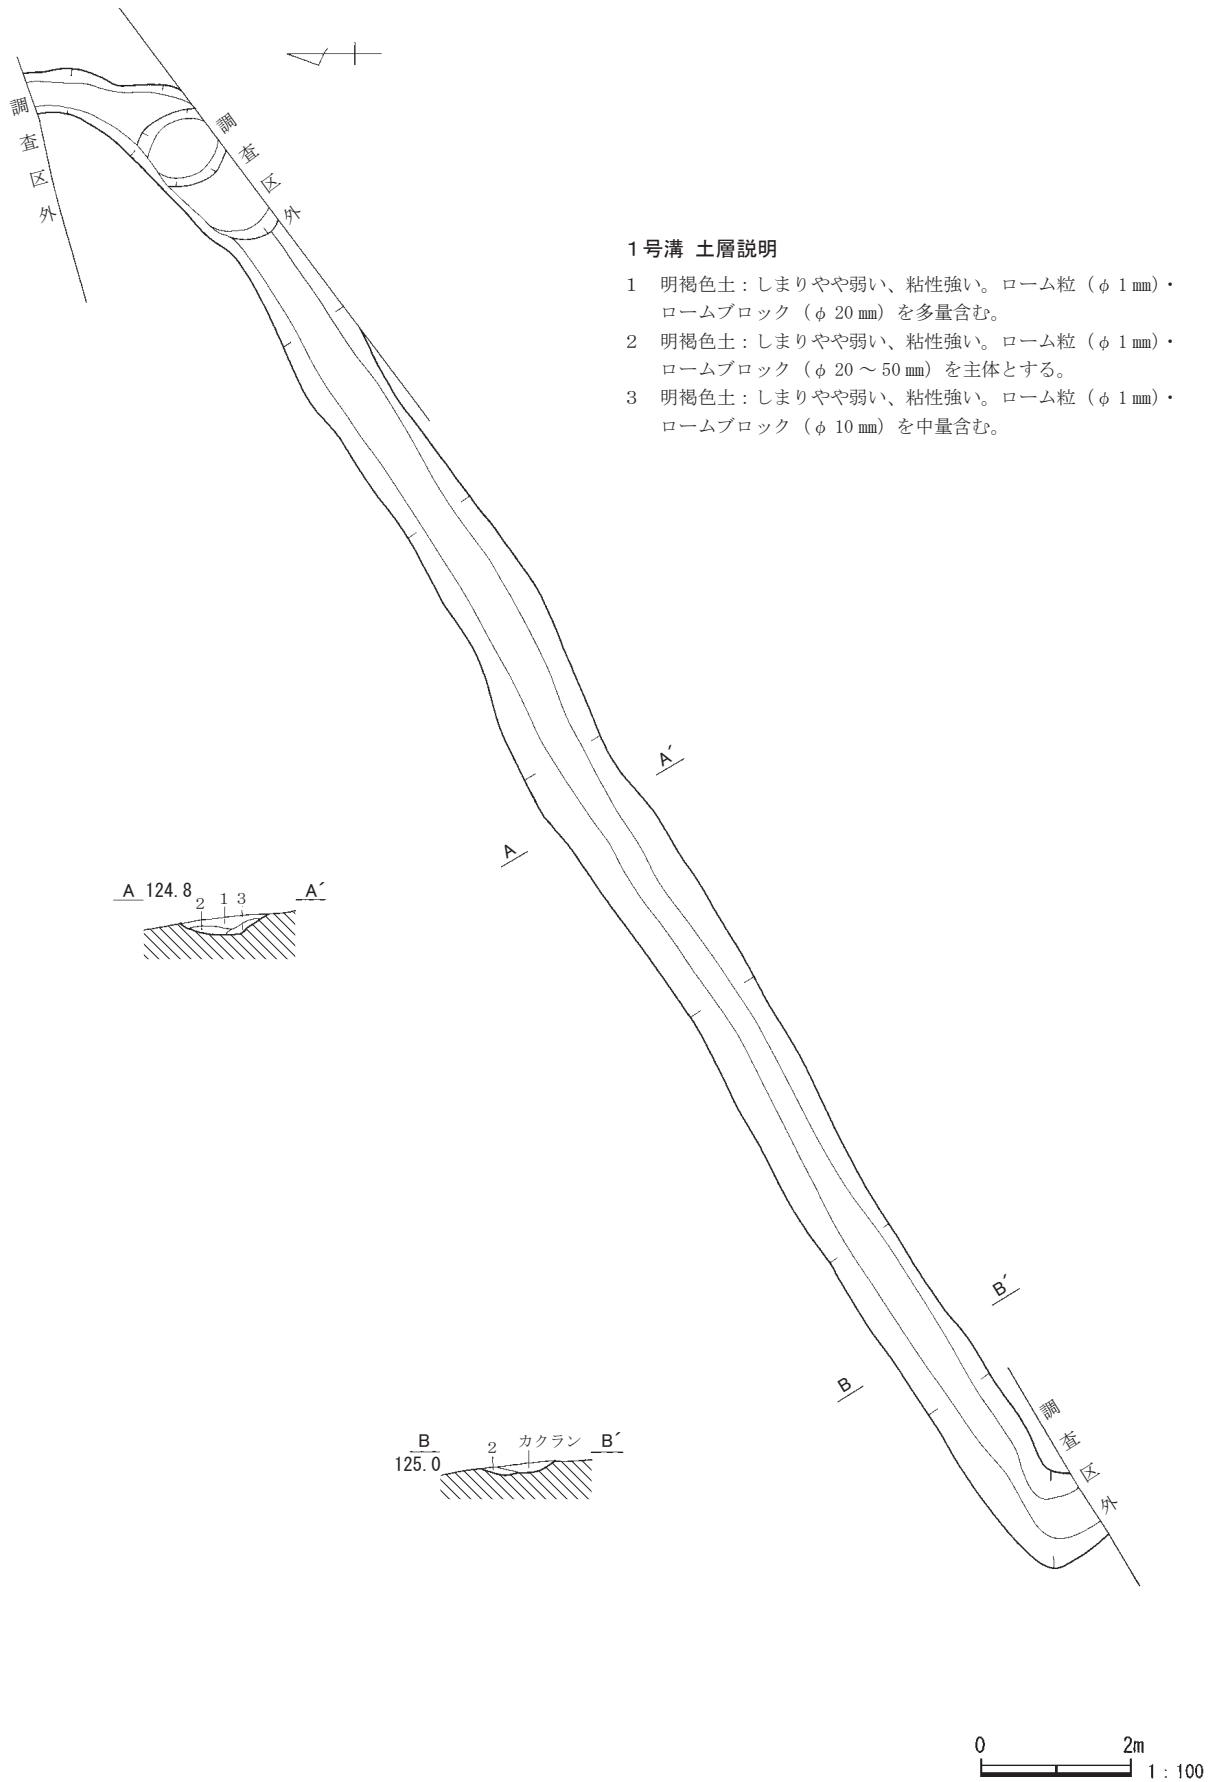 調査区外
調査区外
1号溝 土層説明
1 明褐色土：しまりやや弱い、粘性強い。ローム粒（φ 1 ㎜）・
ロームブロック（φ 20 ㎜）を多量含む。
2 明褐色土：しまりやや弱い、粘性強い。ローム粒（φ 1 ㎜）・
ロームブロック（φ 20 ～ 50 ㎜）を主体とする。
3 明褐色土：しまりやや弱い、粘性強い。ローム粒（φ 1 ㎜）・
ロームブロック（φ 10 ㎜）を中量含む。
A′
A
A 124.8 2 1 3 A′
B′
B
調査区外
B 2 カクラン B′
125.0
0 2m
1 : 100